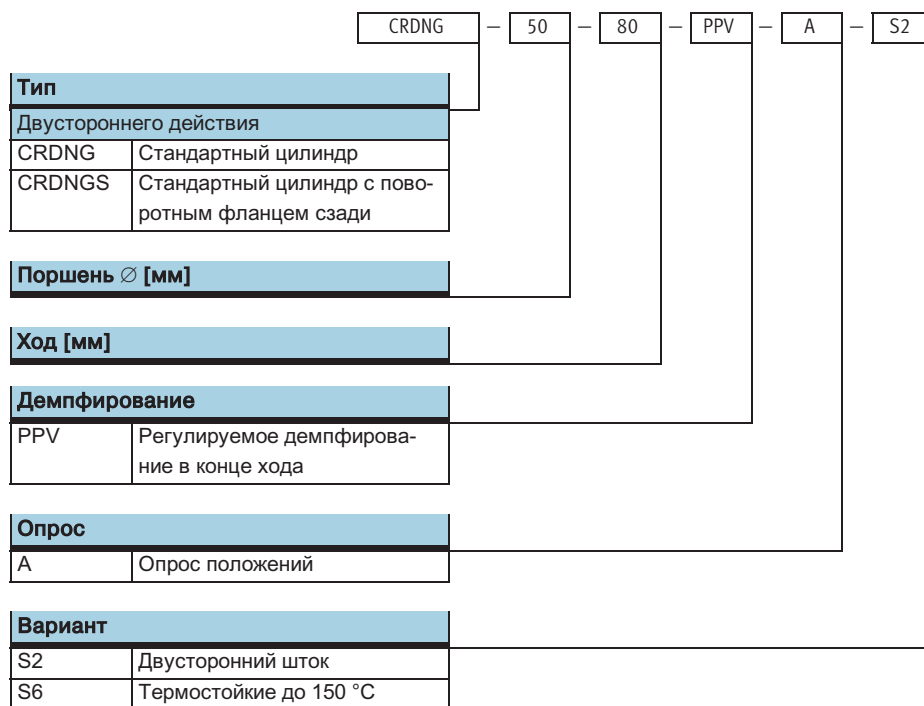 CRDNG – 50 – 80 – PPV – A – S2
Тип
Двустороннего действия
CRDNG Стандартный цилиндр
CRDNGS Стандартный цилиндр с пово-
ротным фланцем сзади
Поршень ∅ [мм]
Ход [мм]
Демпфирование
PPV Регулируемое демпфирова-
ние в конце хода
Опрос
A Опрос положений
Вариант
S2 Двусторонний шток
S6 Термостойкие до 150 °C